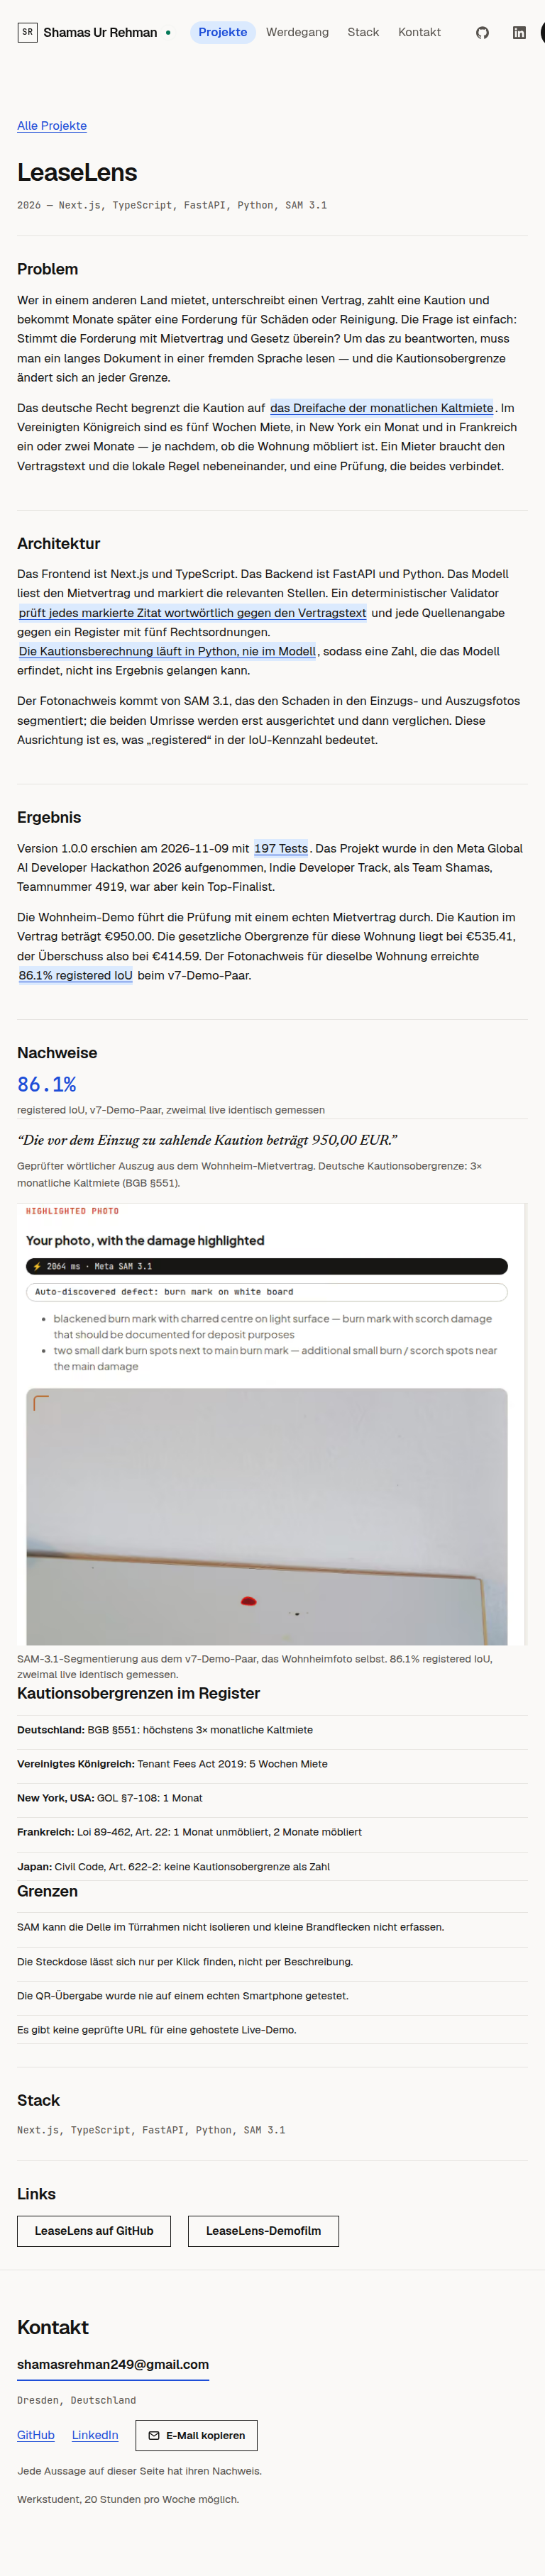 SR Shamas Ur Rehman Projekte Werdegang Stack Kontakt
Alle Projekte
LeaseLens
2026 — Next.js, TypeScript, FastAPI, Python, SAM 3.1
Problem
Wer in einem anderen Land mietet, unterschreibt einen Vertrag, zahlt eine Kaution und
bekommt Monate später eine Forderung für Schäden oder Reinigung. Die Frage ist einfach:
Stimmt die Forderung mit Mietvertrag und Gesetz überein? Um das zu beantworten, muss
man ein langes Dokument in einer fremden Sprache lesen — und die Kautionsobergrenze
ändert sich an jeder Grenze.
Das deutsche Recht begrenzt die Kaution auf das Dreifache der monatlichen Kaltmiete. Im
Vereinigten Königreich sind es fünf Wochen Miete, in New York ein Monat und in Frankreich
ein oder zwei Monate — je nachdem, ob die Wohnung möbliert ist. Ein Mieter braucht den
Vertragstext und die lokale Regel nebeneinander, und eine Prüfung, die beides verbindet.
Architektur
Das Frontend ist Next.js und TypeScript. Das Backend ist FastAPI und Python. Das Modell
liest den Mietvertrag und markiert die relevanten Stellen. Ein deterministischer Validator
prüft jedes markierte Zitat wortwörtlich gegen den Vertragstext und jede Quellenangabe
gegen ein Register mit fünf Rechtsordnungen.
Die Kautionsberechnung läuft in Python, nie im Modell, sodass eine Zahl, die das Modell
erfindet, nicht ins Ergebnis gelangen kann.
Der Fotonachweis kommt von SAM 3.1, das den Schaden in den Einzugs- und Auszugsfotos
segmentiert; die beiden Umrisse werden erst ausgerichtet und dann verglichen. Diese
Ausrichtung ist es, was „registered“ in der IoU-Kennzahl bedeutet.
Ergebnis
Version 1.0.0 erschien am 2026-11-09 mit 197 Tests. Das Projekt wurde in den Meta Global
AI Developer Hackathon 2026 aufgenommen, Indie Developer Track, als Team Shamas,
Teamnummer 4919, war aber kein Top-Finalist.
Die Wohnheim-Demo führt die Prüfung mit einem echten Mietvertrag durch. Die Kaution im
Vertrag beträgt €950.00. Die gesetzliche Obergrenze für diese Wohnung liegt bei €535.41,
der Überschuss also bei €414.59. Der Fotonachweis für dieselbe Wohnung erreichte
86.1% registered IoU beim v7-Demo-Paar.
Nachweise
86.1%
registered IoU, v7-Demo-Paar, zweimal live identisch gemessen
“Die vor dem Einzug zu zahlende Kaution beträgt 950,00 EUR.”
Geprüfter wörtlicher Auszug aus dem Wohnheim-Mietvertrag. Deutsche Kautionsobergrenze: 3×
monatliche Kaltmiete (BGB §551).
HIGHLIGHTED PHOTO
Your photo, with the damage highlighted
⚡ 2064 ms · Meta SAM 3.1
Auto-discovered defect: burn mark on white board
• blackened burn mark with charred centre on light surface — burn mark with scorch damage
that should be documented for deposit purposes
• two small dark burn spots next to main burn mark — additional small burn / scorch spots near
the main damage
SAM-3.1-Segmentierung aus dem v7-Demo-Paar, das Wohnheimfoto selbst. 86.1% registered IoU,
zweimal live identisch gemessen.
Kautionsobergrenzen im Register
Deutschland: BGB §551: höchstens 3× monatliche Kaltmiete
Vereinigtes Königreich: Tenant Fees Act 2019: 5 Wochen Miete
New York, USA: GOL §7-108: 1 Monat
Frankreich: Loi 89-462, Art. 22: 1 Monat unmöbliert, 2 Monate möbliert
Japan: Civil Code, Art. 622-2: keine Kautionsobergrenze als Zahl
Grenzen
SAM kann die Delle im Türrahmen nicht isolieren und kleine Brandflecken nicht erfassen.
Die Steckdose lässt sich nur per Klick finden, nicht per Beschreibung.
Die QR-Übergabe wurde nie auf einem echten Smartphone getestet.
Es gibt keine geprüfte URL für eine gehostete Live-Demo.
Stack
Next.js, TypeScript, FastAPI, Python, SAM 3.1
Links
LeaseLens auf GitHub LeaseLens-Demofilm
Kontakt
shamasrehman249@gmail.com
Dresden, Deutschland
GitHub LinkedIn E-Mail kopieren
Jede Aussage auf dieser Seite hat ihren Nachweis.
Werkstudent, 20 Stunden pro Woche möglich.